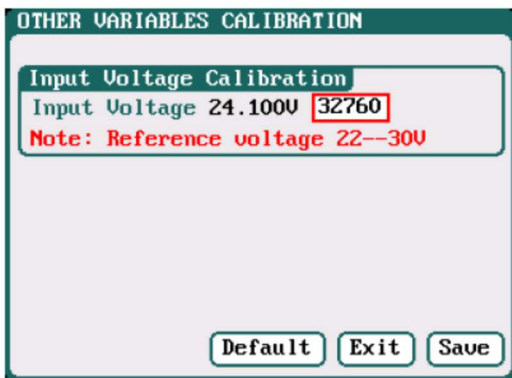 OTHER VARIABLES CALIBRATION
Input Voltage Calibration
Input Voltage 24.100V 32760
Note: Reference voltage 22--30V
Default Exit Save